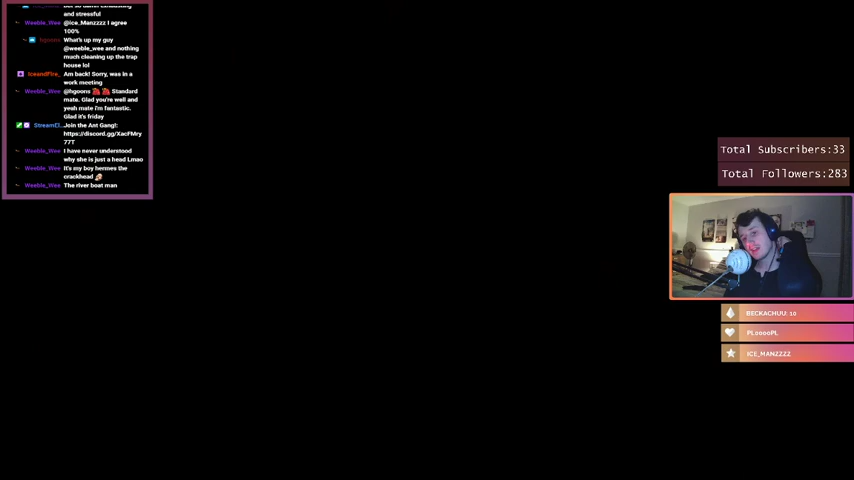 and stressful
Weeble_Wee @Ice_Manzzzz I agree
100%
hgoons What's up my guy
@weeble_wee and nothing
much cleaning up the trap
house lol
IceandFire_ Am back! Sorry, was in a
work meeting
Weeble_Wee @hgoons Standard
mate. Glad you're well and
yeah mate i'm fantastic.
Glad it's friday
StreamEl... Join the Ant Gang!:
https://discord.gg/XacFMry
77T
Weeble_Wee I have never understood
why she is just a head Lmao
Weeble_Wee It's my boy hermes the
crackhead
Weeble_Wee The river boat man
Total Subscribers:33
Total Followers:283
BECKACHUU: 10
PL0000PL
ICE_MANZZZZ